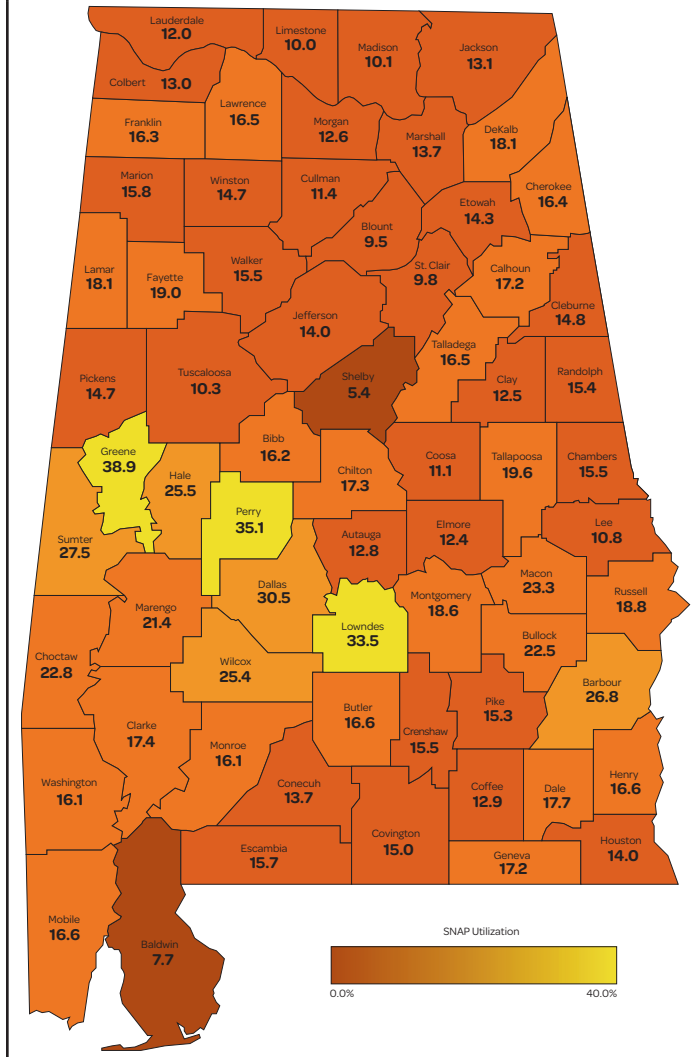 Lauderdale
12.0
Limestone
10.0
Madison
10.1
Jackson
13.1
Colbert 13.0
Lawrence
16.5
Franklin
16.3
Morgan
12.6
Marshall
13.7
DeKalb
18.1
Marion
15.8
Winston
14.7
Cullman
11.4
Cherokee
16.4
Etowah
14.3
Blount
9.5
Lamar
18.1
Fayette
19.0
Walker
15.5
St. Clair
9.8
Calhoun
17.2
Cleburne
14.8
Jefferson
14.0
Talladega
16.5
Pickens
14.7
Tuscaloosa
10.3
Shelby
5.4
Clay
12.5
Randolph
15.4
Greene
38.9
Hale
25.5
Bibb
16.2
Chilton
17.3
Coosa
11.1
Tallapoosa
19.6
Chambers
15.5
Sumter
27.5
Perry
35.1
Autauga
12.8
Elmore
12.4
Lee
10.8
Marengo
21.4
Dallas
30.5
Lowndes
33.5
Montgomery
18.6
Macon
23.3
Russell
18.8
Choctaw
22.8
Wilcox
25.4
Bullock
22.5
Barbour
26.8
Clarke
17.4
Monroe
16.1
Butler
16.6
Crenshaw
15.5
Pike
15.3
Washington
16.1
Conecuh
13.7
Coffee
12.9
Dale
17.7
Henry
16.6
Escambia
15.7
Covington
15.0
Geneva
17.2
Houston
14.0
Mobile
16.6
Baldwin
7.7
SNAP Utilization
0.0%
40.0%